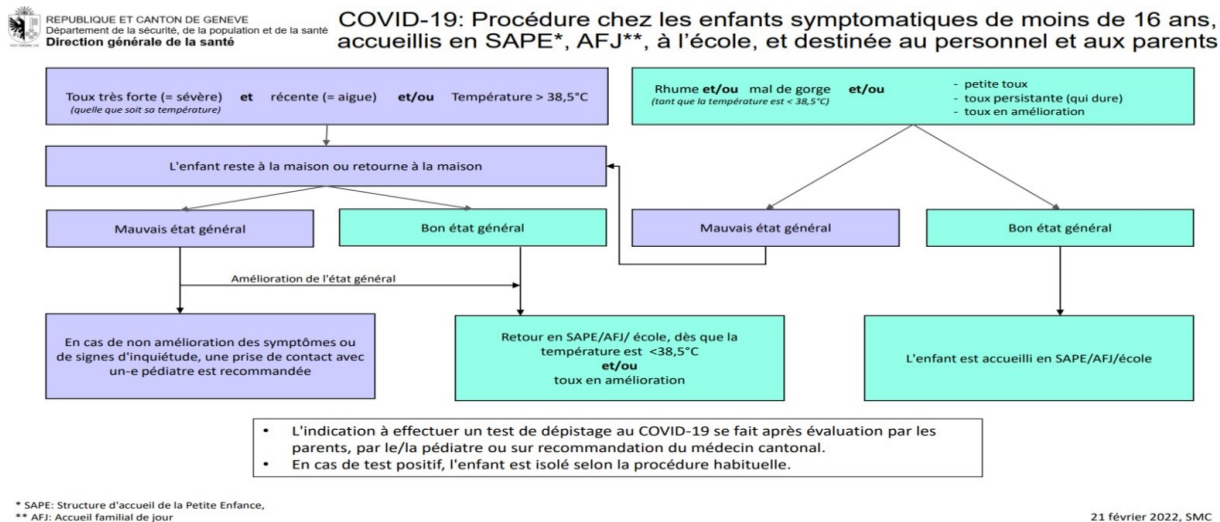 REPUBLIQUE ET CANTON DE GENEVE
Département de la sécurité, de la population et de la santé
Direction générale de la santé
COVID-19: Procédure chez les enfants symptomatiques de moins de 16 ans,
accueillis en SAPE*, AFJ**, à l'école, et destinée au personnel et aux parents
Toux très forte (= sévère) et récente (= aigue) et/ou Température > 38,5°C
(quelle que soit sa température)
Rhume et/ou mal de gorge et/ou
(tant que la température est < 38,5°C)
- petite toux
- toux persistante (qui dure)
- toux en amélioration
L'enfant reste à la maison ou retourne à la maison
Mauvais état général
Bon état général
Mauvais état général
Bon état général
Amélioration de l'état général
En cas de non amélioration des symptômes ou
de signes d'inquiétude, une prise de contact avec
un-e pédiatre est recommandée
Retour en SAPE/AFJ/ école, dès que la
température est <38,5°C
et/ou
toux en amélioration
L'enfant est accueilli en SAPE/AFJ/école
• L'indication à effectuer un test de dépistage au COVID-19 se fait après évaluation par les
parents, par le/la pédiatre ou sur recommandation du médecin cantonal.
• En cas de test positif, l'enfant est isolé selon la procédure habituelle.
* SAPE: Structure d'accueil de la Petite Enfance,
** AFJ: Accueil familial de jour
21 février 2022, SMC